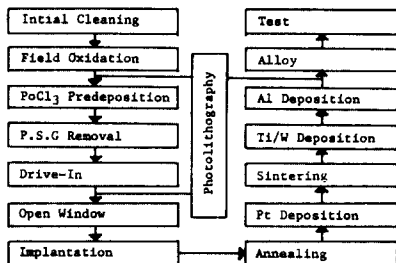 Intial Cleaning
Field Oxidation
PoCl₃ Predeposition
P.S.G Removal
Drive-In
Open Window
Implantation
Photolithography
Test
Alloy
Al Deposition
Ti/W Deposition
Sintering
Pt Deposition
Annealing